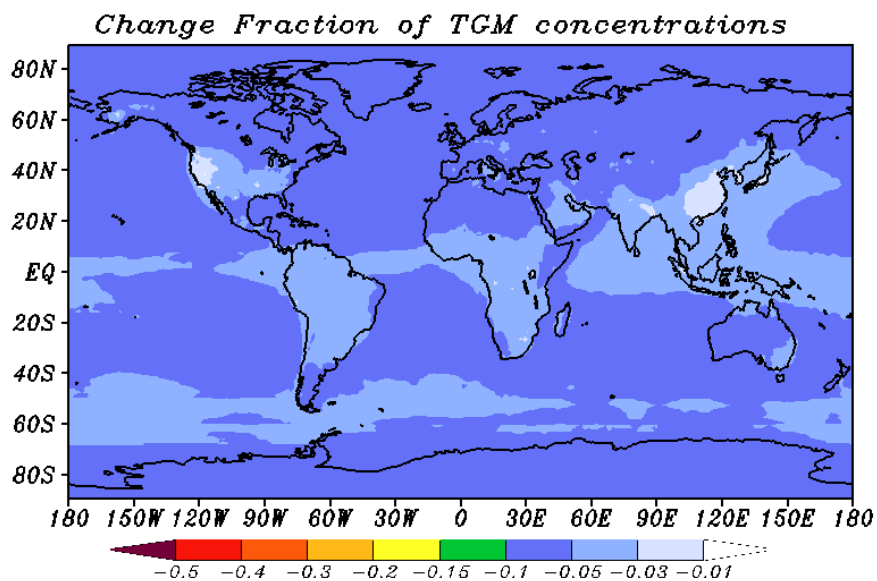 Change Fraction of TGM concentrations
80N
60N
40N
20N
EQ
20S
40S
60S
80S
180 150W 120W 90W 60W 30W 0 30E 60E 90E 120E 150E 180
-0.5 -0.4 -0.3 -0.2 -0.15 -0.1 -0.05 -0.03 -0.01